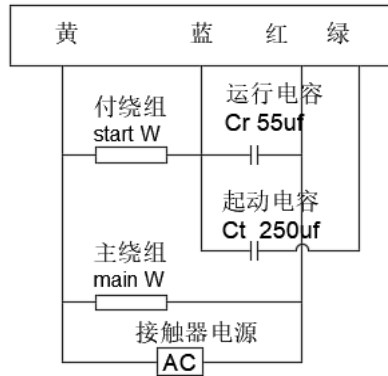 黄 蓝 红 绿
付绕组
start W
运行电容
Cr 55uf
起动电容
Ct 250uf
主绕组
main W
接触器电源
AC